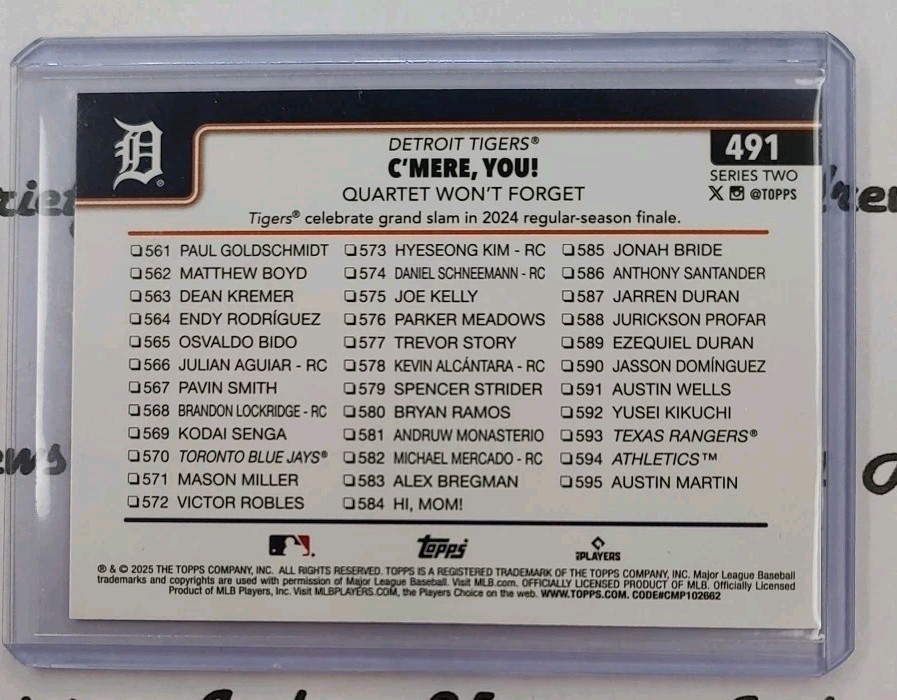 DETROIT TIGERS®
C'MERE, YOU!
QUARTET WON'T FORGET
Tigers® celebrate grand slam in 2024 regular-season finale.
491
SERIES TWO
@TOPPS
❏561 PAUL GOLDSCHMIDT
❏562 MATTHEW BOYD
❏563 DEAN KREMER
❏564 ENDY RODRÍGUEZ
❏565 OSVALDO BIDO
❏566 JULIAN AGUIAR - RC
❏567 PAVIN SMITH
❏568 BRANDON LOCKRIDGE - RC
❏569 KODAI SENGA
❏570 TORONTO BLUE JAYS®
❏571 MASON MILLER
❏572 VICTOR ROBLES
❏573 HYESEONG KIM - RC
❏574 DANIEL SCHNEEMANN - RC
❏575 JOE KELLY
❏576 PARKER MEADOWS
❏577 TREVOR STORY
❏578 KEVIN ALCÁNTARA - RC
❏579 SPENCER STRIDER
❏580 BRYAN RAMOS
❏581 ANDRUW MONASTERIO
❏582 MICHAEL MERCADO - RC
❏583 ALEX BREGMAN
❏584 HI, MOM!
❏585 JONAH BRIDE
❏586 ANTHONY SANTANDER
❏587 JARREN DURAN
❏588 JURICKSON PROFAR
❏589 EZEQUIEL DURAN
❏590 JASSON DOMÍNGUEZ
❏591 AUSTIN WELLS
❏592 YUSEI KIKUCHI
❏593 TEXAS RANGERS®
❏594 ATHLETICS™
❏595 AUSTIN MARTIN
Topps
PLAYERS
® & © 2025 THE TOPPS COMPANY, INC. ALL RIGHTS RESERVED. TOPPS IS A REGISTERED TRADEMARK OF THE TOPPS COMPANY, INC. Major League Baseball
trademarks and copyrights are used with permission of Major League Baseball. Visit MLB.com. OFFICIALLY LICENSED PRODUCT OF MLB. Officially Licensed
Product of MLB Players, Inc. Visit MLBPLAYERS.COM, the Players Choice on the web. WWW.TOPPS.COM. CODE#CMP102662